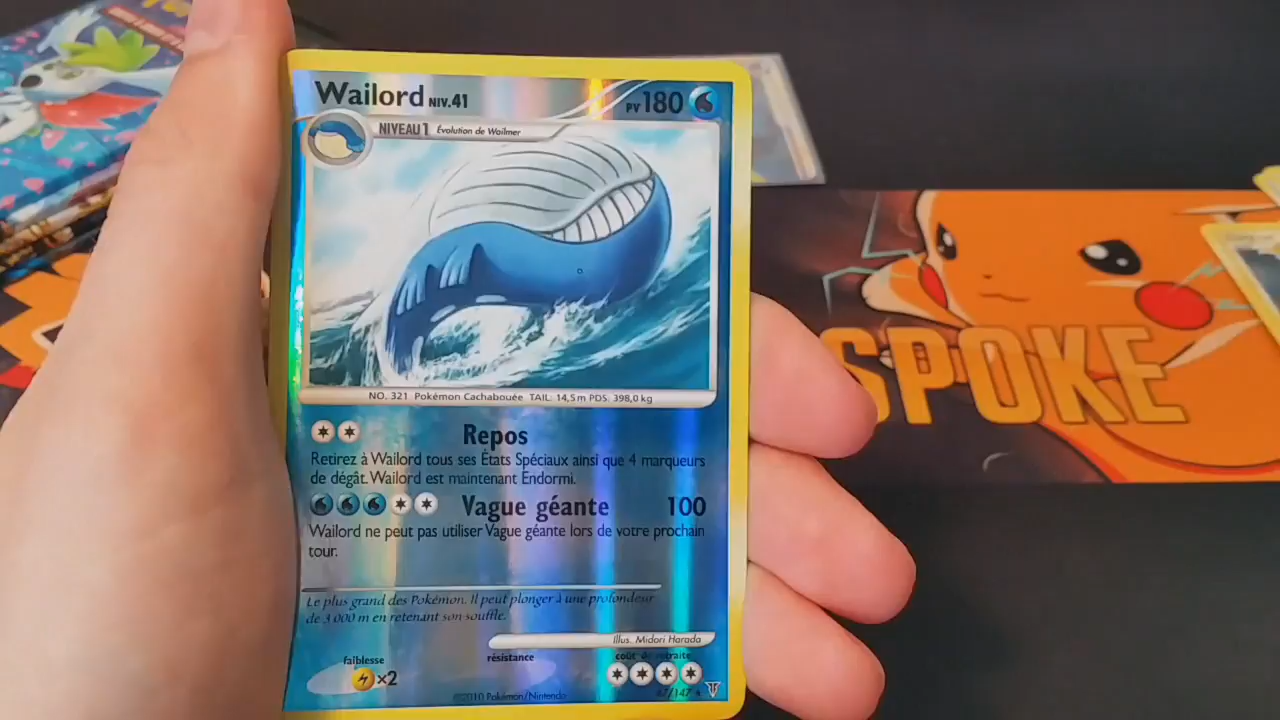 Wailord NIV.41
PV 180
NIVEAU 1 Évolution de Wailmer
NO. 321 Pokémon Cachabouée TAIL: 14,5m PDS: 398,0 kg
Repos
Retirez à Wailord tous ses États Spéciaux ainsi que 4 marqueurs
de dégât. Wailord est maintenant Endormi.
Vague géante 100
Wailord ne peut pas utiliser Vague géante lors de votre prochain
tour.
Le plus grand des Pokémon. Il peut plonger à une profondeur
de 3 000 m en retenant son souffle.
Illus. Midori Harada
faiblesse
×2
résistance
coût de retraite
©2010 Pokémon/Nintendo
67/147
SPOKE